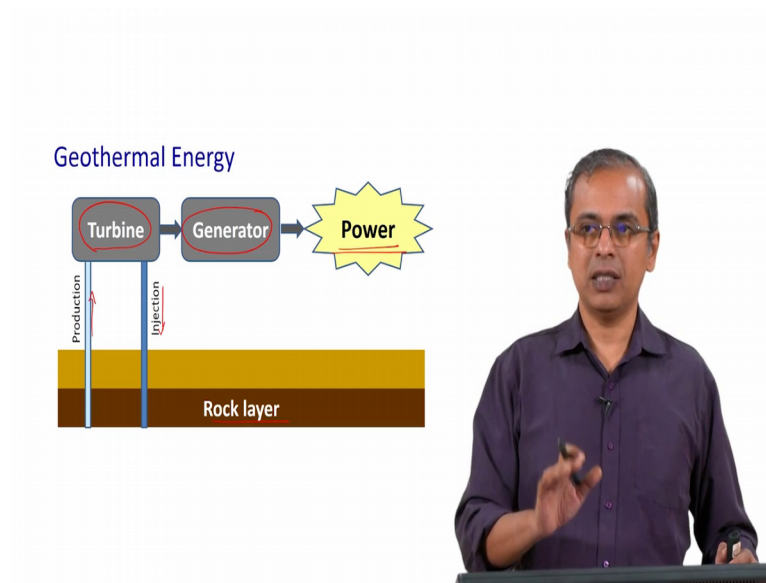 Geothermal Energy
Turbine
Generator
Power
Production
Injection
Rock layer